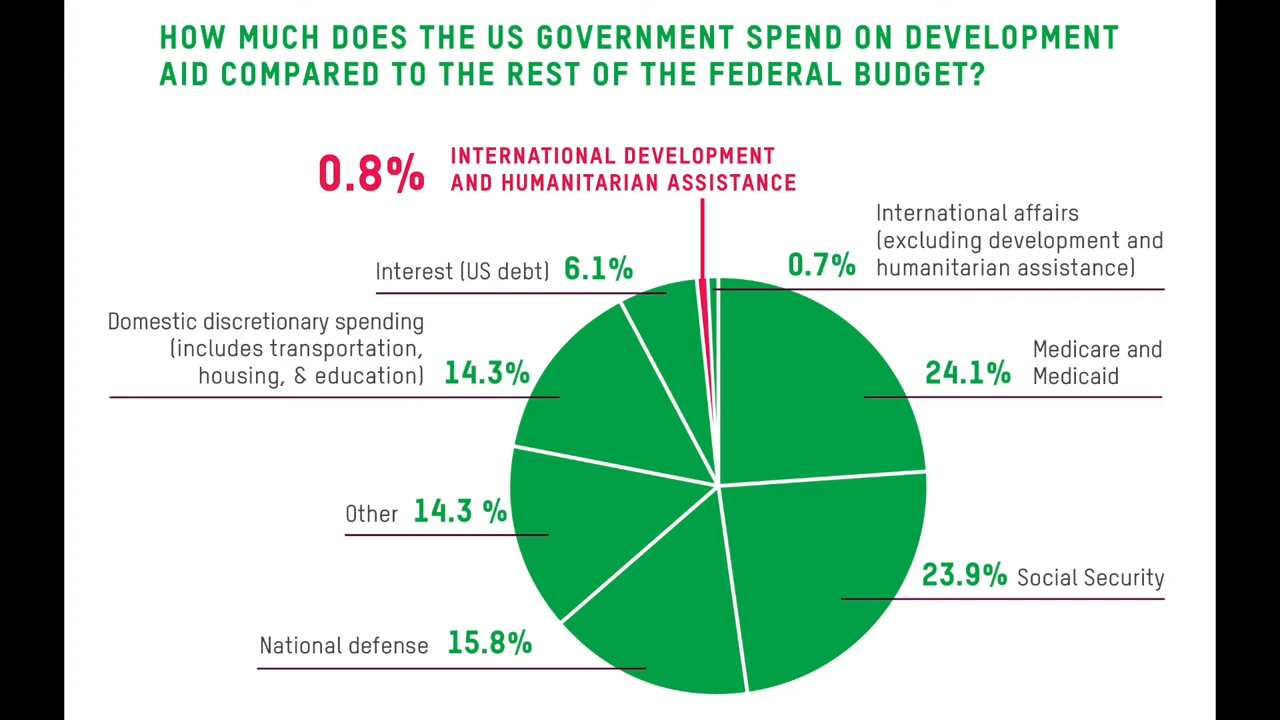 HOW MUCH DOES THE US GOVERNMENT SPEND ON DEVELOPMENT
AID COMPARED TO THE REST OF THE FEDERAL BUDGET?
0.8%
INTERNATIONAL DEVELOPMENT
AND HUMANITARIAN ASSISTANCE
0.7%
International affairs
(excluding development and
humanitarian assistance)
Interest (US debt) 6.1%
Domestic discretionary spending
(includes transportation,
housing, & education)
14.3%
24.1%
Medicare and
Medicaid
Other 14.3 %
23.9% Social Security
National defense 15.8%